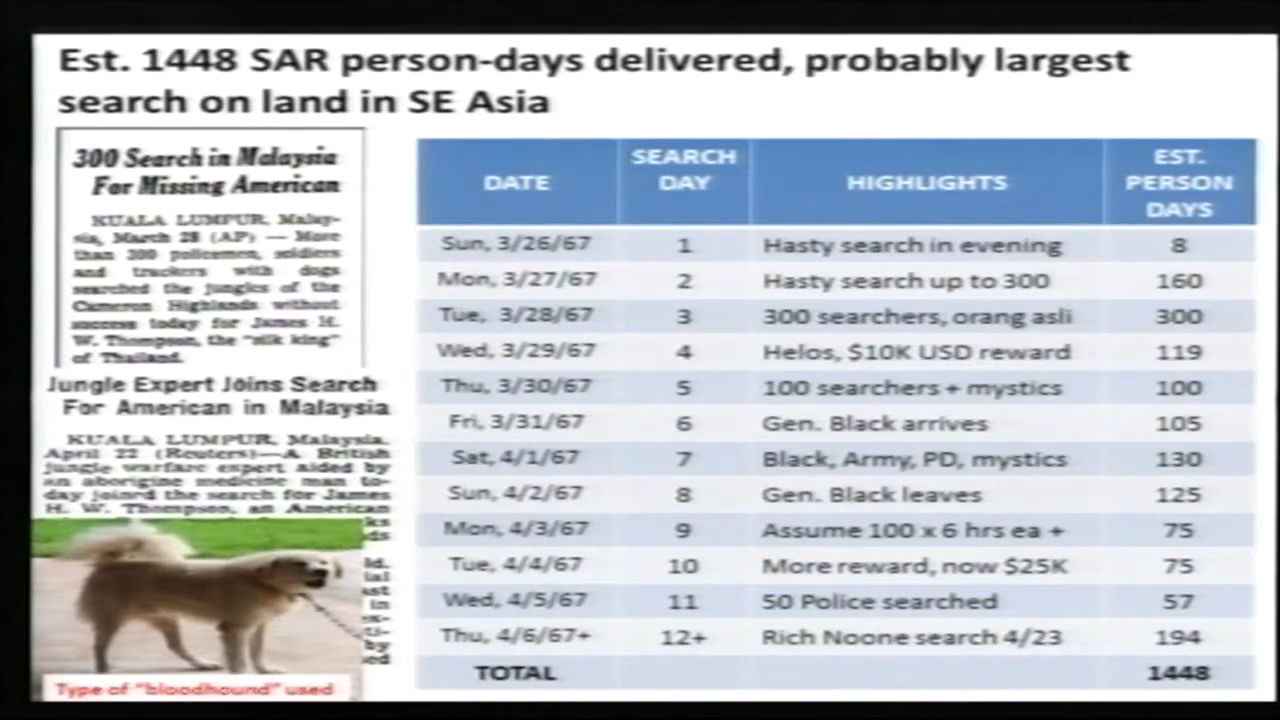 Est. 1448 SAR person-days delivered, probably largest
search on land in SE Asia
300 Search in Malaysia
For Missing American
KUALA LUMPUR, Malay-
sia, March 28 (AP) — More
than 300 policemen, soldiers
and trackers with dogs
searched the jungles of the
Cameron Highlands without
success today for James H.
W. Thompson, the "silk king"
of Thailand.
Jungle Expert Joins Search
For American in Malaysia
KUALA LUMPUR, Malaysia,
April 22 (Reuters)—A British
jungle warfare expert aided by
an aborigine medicine man to-
day joined the search for James
H. W. Thompson, an American
Type of "bloodhound" used
DATE SEARCH DAY HIGHLIGHTS EST. PERSON DAYS
Sun, 3/26/67 1 Hasty search in evening 8
Mon, 3/27/67 2 Hasty search up to 300 160
Tue, 3/28/67 3 300 searchers, orang asli 300
Wed, 3/29/67 4 Helos, $10K USD reward 119
Thu, 3/30/67 5 100 searchers + mystics 100
Fri, 3/31/67 6 Gen. Black arrives 105
Sat, 4/1/67 7 Black, Army, PD, mystics 130
Sun, 4/2/67 8 Gen. Black leaves 125
Mon, 4/3/67 9 Assume 100 x 6 hrs ea + 75
Tue, 4/4/67 10 More reward, now $25K 75
Wed, 4/5/67 11 50 Police searched 57
Thu, 4/6/67+ 12+ Rich Noone search 4/23 194
TOTAL 1448